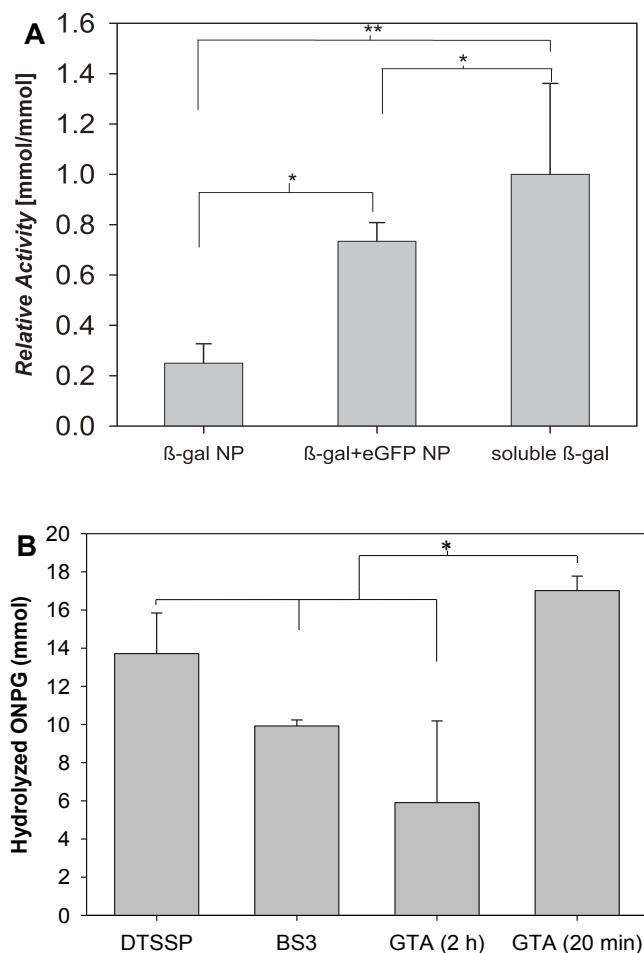 A
Relative Activity [mmol/mmol]
1.6
1.4
1.2
1.0
0.8
0.6
0.4
0.2
0.0
**
*
*
ß-gal NP
ß-gal+eGFP NP
soluble ß-gal
B
Hydrolyzed ONPG (mmol)
20
18
16
14
12
10
8
6
4
2
0
*
DTSSP
BS3
GTA (2 h)
GTA (20 min)